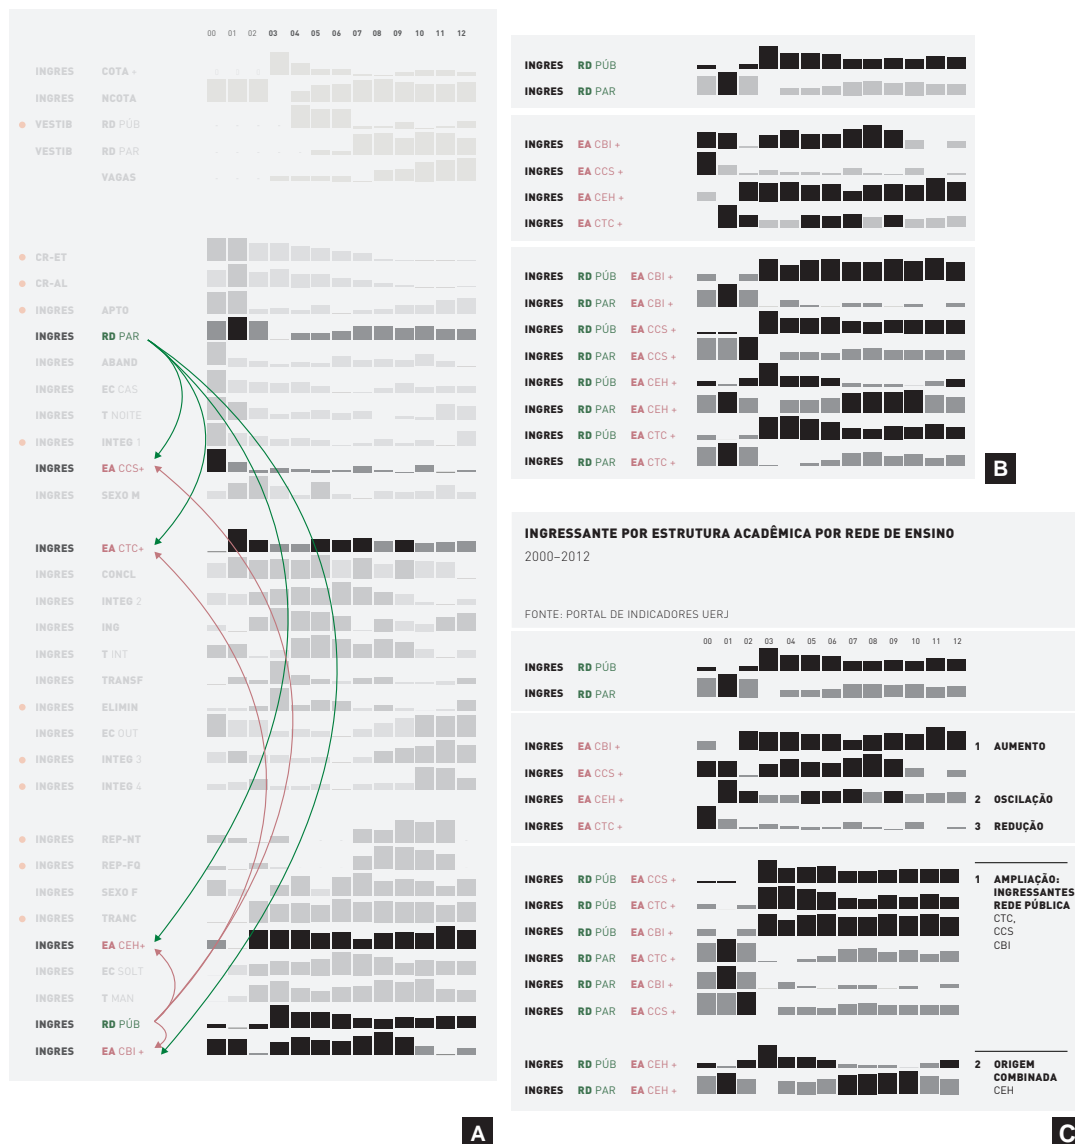 00 01 02 03 04 05 06 07 08 09 10 11 12
INGRES COTA +
INGRES NCOTA
VESTIB RD PÚB
VESTIB RD PAR
VAGAS
CR-ET
CR-AL
INGRES APTO
INGRES RD PAR
INGRES ABAND
INGRES EC CAS
INGRES T NOITE
INGRES INTEG 1
INGRES EA CCS+
INGRES SEXO M
INGRES EA CTC+
INGRES CONCL
INGRES INTEG 2
INGRES ING
INGRES T INT
INGRES TRANSF
INGRES ELIMIN
INGRES EC OUT
INGRES INTEG 3
INGRES INTEG 4
INGRES REP-NT
INGRES REP-FQ
INGRES SEXO F
INGRES TRANC
INGRES EA CEH+
INGRES EC SOLT
INGRES T MAN
INGRES RD PÚB
INGRES EA CBI +
A
INGRES RD PÚB
INGRES RD PAR
INGRES EA CBI +
INGRES EA CCS +
INGRES EA CEH +
INGRES EA CTC +
INGRES RD PÚB EA CBI +
INGRES RD PAR EA CBI +
INGRES RD PÚB EA CCS +
INGRES RD PAR EA CCS +
INGRES RD PÚB EA CEH +
INGRES RD PAR EA CEH +
INGRES RD PÚB EA CTC +
INGRES RD PAR EA CTC +
B
INGRESSANTE POR ESTRUTURA ACADÊMICA POR REDE DE ENSINO
2000–2012
FONTE: PORTAL DE INDICADORES UERJ
00 01 02 03 04 05 06 07 08 09 10 11 12
INGRES RD PÚB
INGRES RD PAR
INGRES EA CBI + 1 AUMENTO
INGRES EA CCS +
INGRES EA CEH + 2 OSCILAÇÃO
INGRES EA CTC + 3 REDUÇÃO
INGRES RD PÚB EA CCS + 1 AMPLIAÇÃO:
INGRESSANTES
INGRES RD PÚB EA CTC + REDE PÚBLICA
CTC,
INGRES RD PÚB EA CBI + CCS
CBI
INGRES RD PAR EA CTC +
INGRES RD PAR EA CBI +
INGRES RD PAR EA CCS +
INGRES RD PÚB EA CEH + 2 ORIGEM
COMBINADA
INGRES RD PAR EA CEH + CEH
C